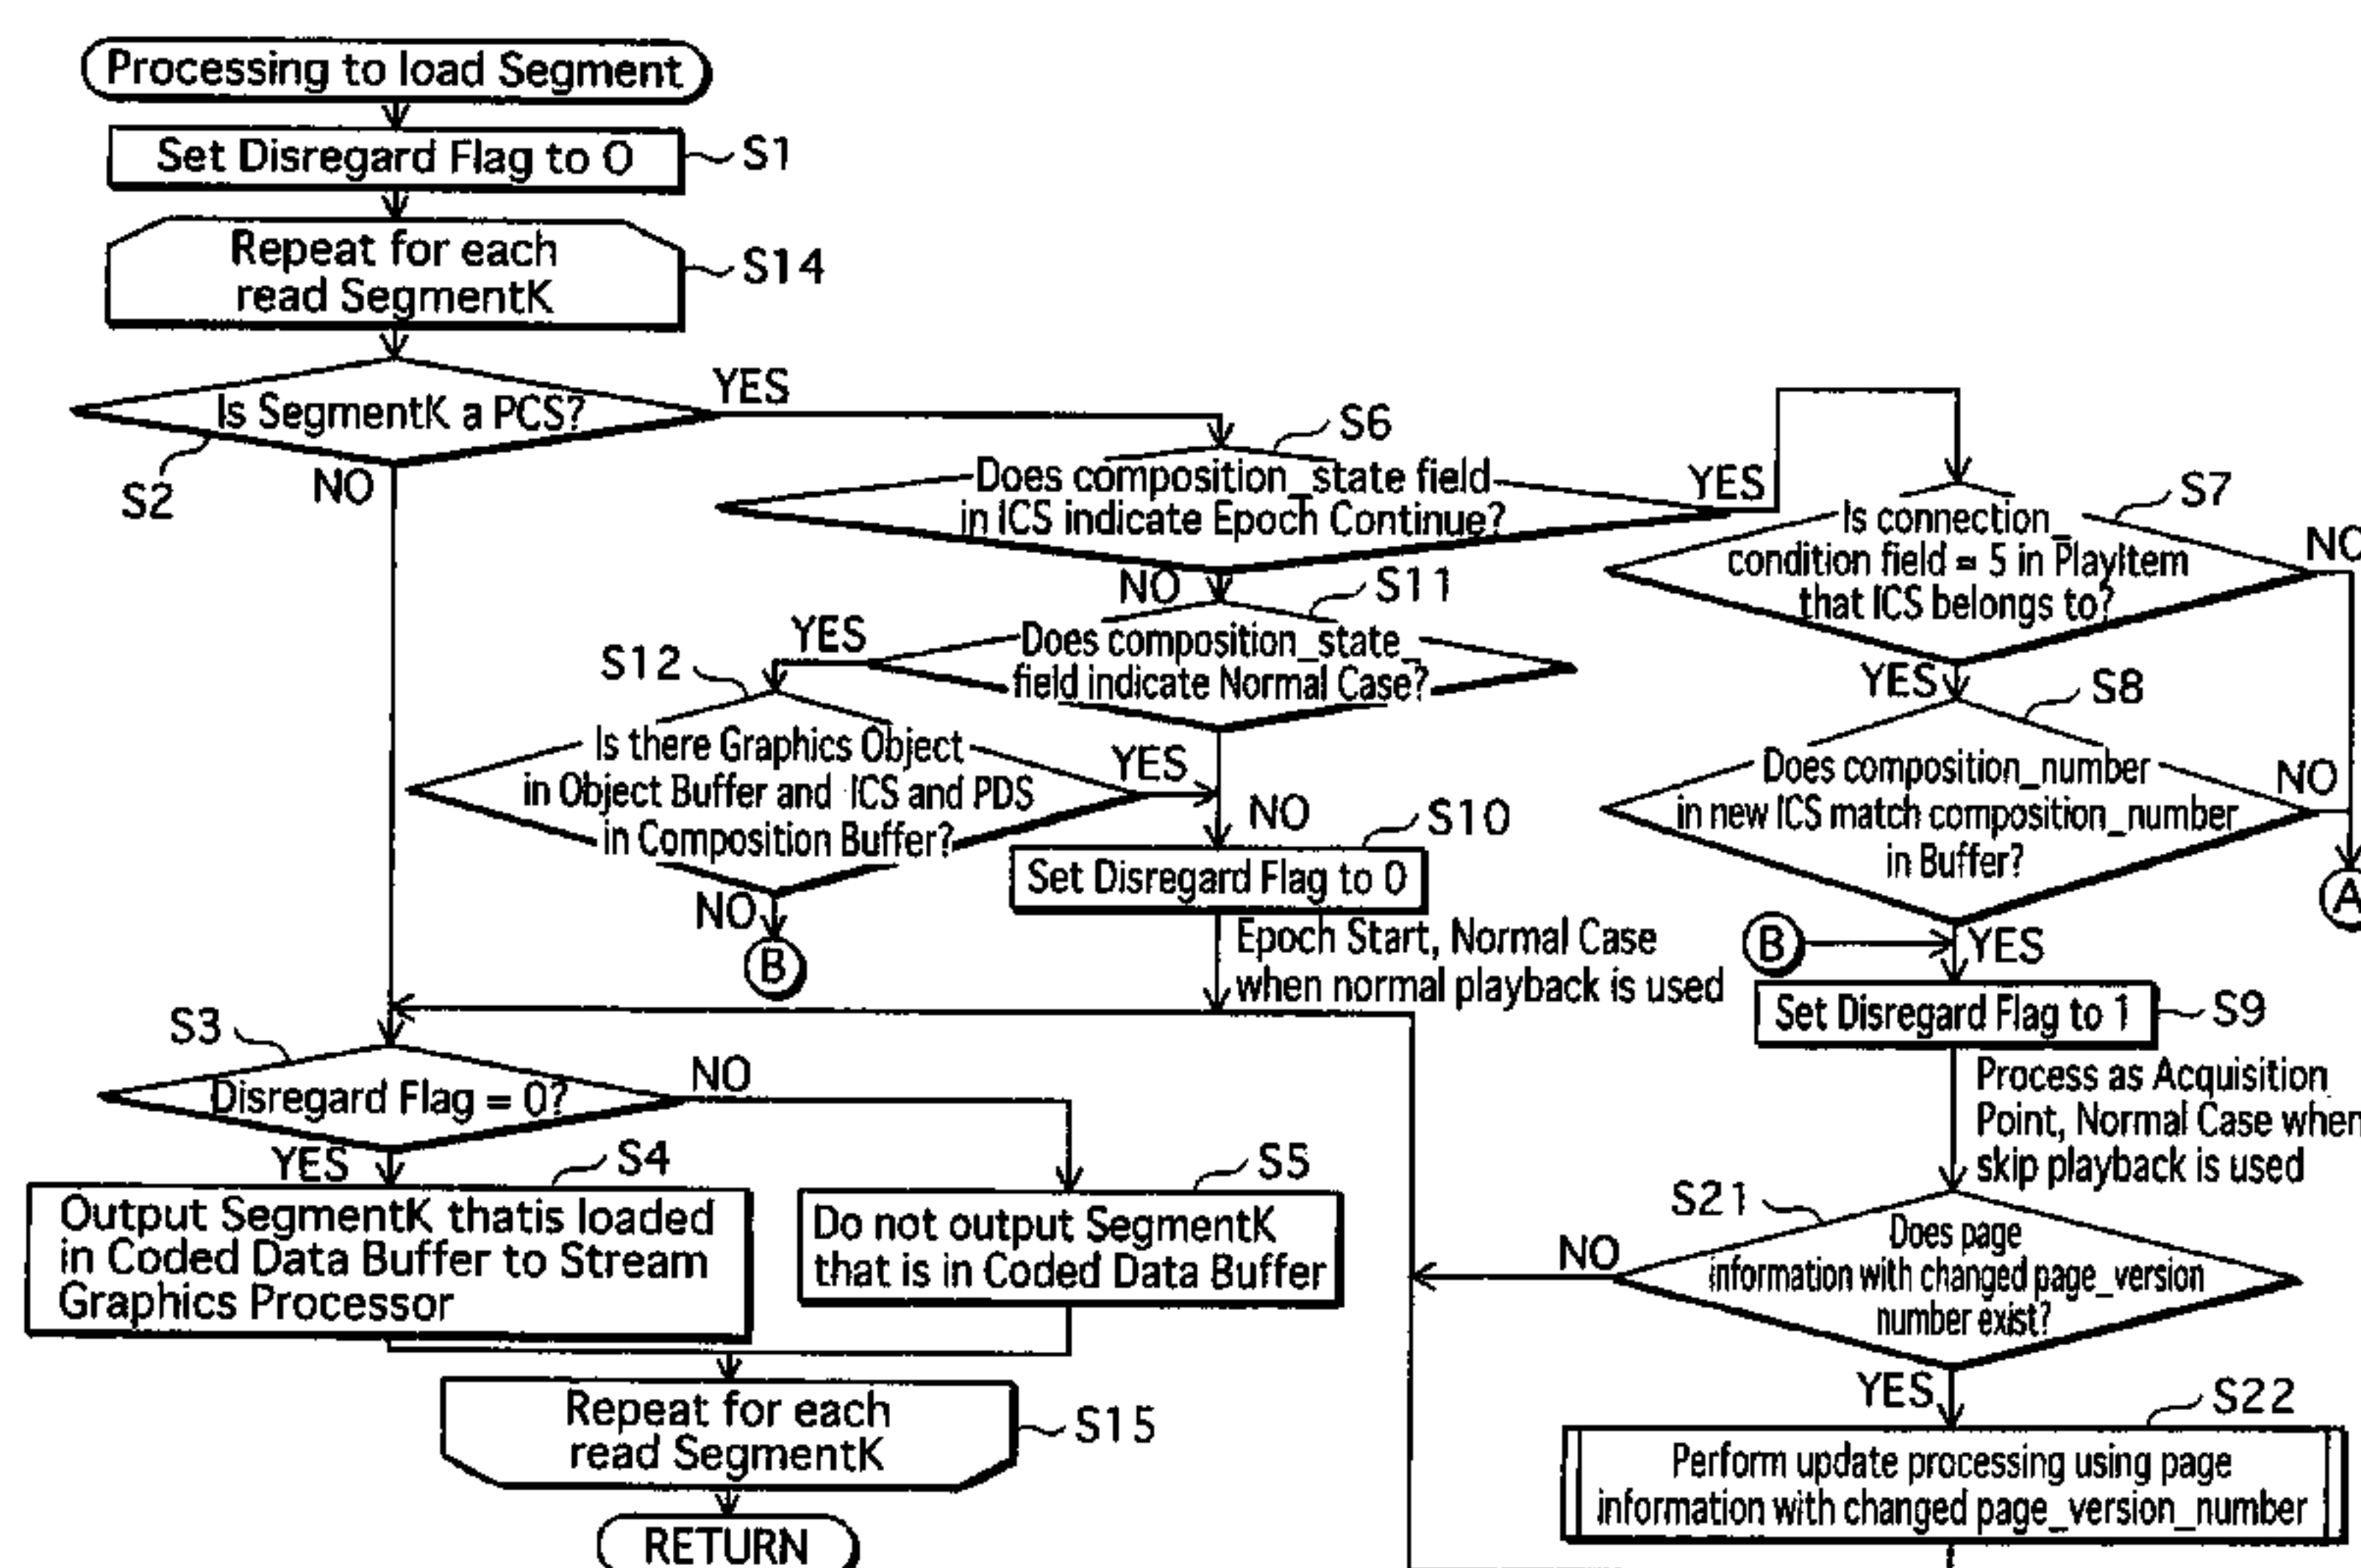 Processing to load Segment
Set Disregard Flag to 0
S1
Repeat for each
read SegmentK
S14
Is SegmentK a PCS?
YES
S2
NO
S6
Does composition_state field
in ICS indicate Epoch Continue?
YES
NO
S7
Is connection_
condition field = 5 in PlayItem
that ICS belongs to?
NO
YES
S11
Does composition_state_
field indicate Normal Case?
YES
NO
S12
Is there Graphics Object
in Object Buffer and ICS and PDS
in Composition Buffer?
YES
NO
B
S10
Set Disregard Flag to 0
Epoch Start, Normal Case
when normal playback is used
S8
Does composition_number
in new ICS match composition_number
in Buffer?
NO
A
YES
B
Set Disregard Flag to 1
S9
Process as Acquisition
Point, Normal Case when
skip playback is used
S3
Disregard Flag = 0?
NO
YES
S4
Output SegmentK thatis loaded
in Coded Data Buffer to Stream
Graphics Processor
S5
Do not output SegmentK
that is in Coded Data Buffer
S21
Does page
information with changed page_version
number exist?
NO
YES
S22
Perform update processing using page
information with changed page_version_number
Repeat for each
read SegmentK
S15
RETURN